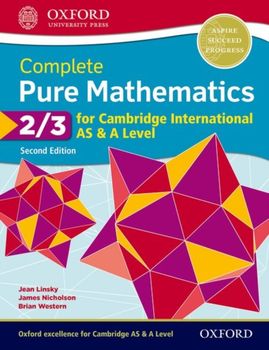 OXFORD
UNIVERSITY PRESS
ASPIRE
SUCCEED
PROGRESS
Complete
Pure Mathematics
2/3 for Cambridge International
AS & A Level
Second Edition
Jean Linsky
James Nicholson
Brian Western
Oxford excellence for Cambridge AS & A Level
OXFORD